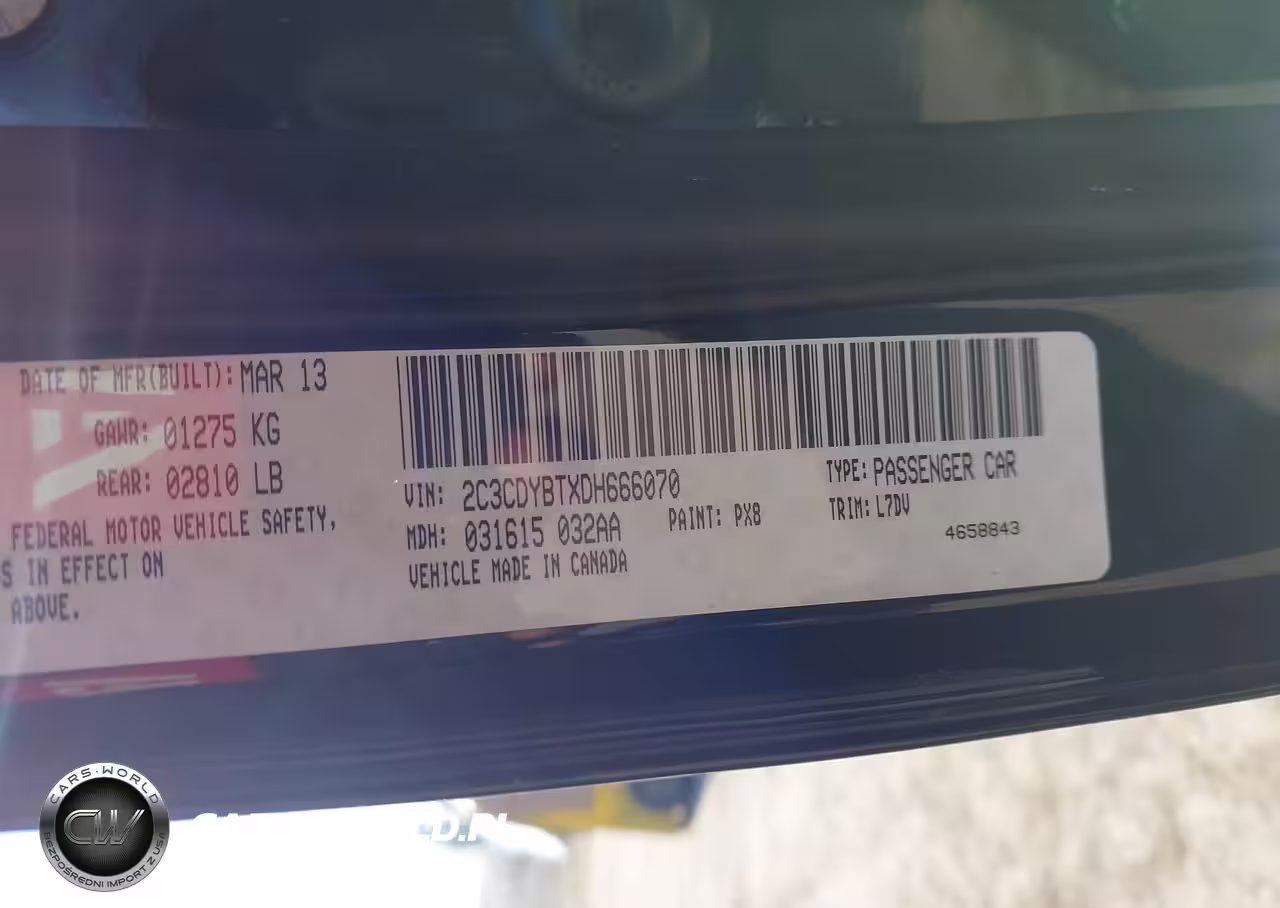 DATE OF MFR(BUILT): MAR 13
GAWR: 01275 KG
REAR: 02810 LB
FEDERAL MOTOR VEHICLE SAFETY,
S IN EFFECT ON
ABOVE.
VIN: 2C3CDYBTXDH666070
TYPE: PASSENGER CAR
MDH: 031615 032AA
PAINT: PX8
TRIM: L7DV
VEHICLE MADE IN CANADA
4658843
CARS·WORLD
CW
BEZPOŚREDNI IMPORT Z USA